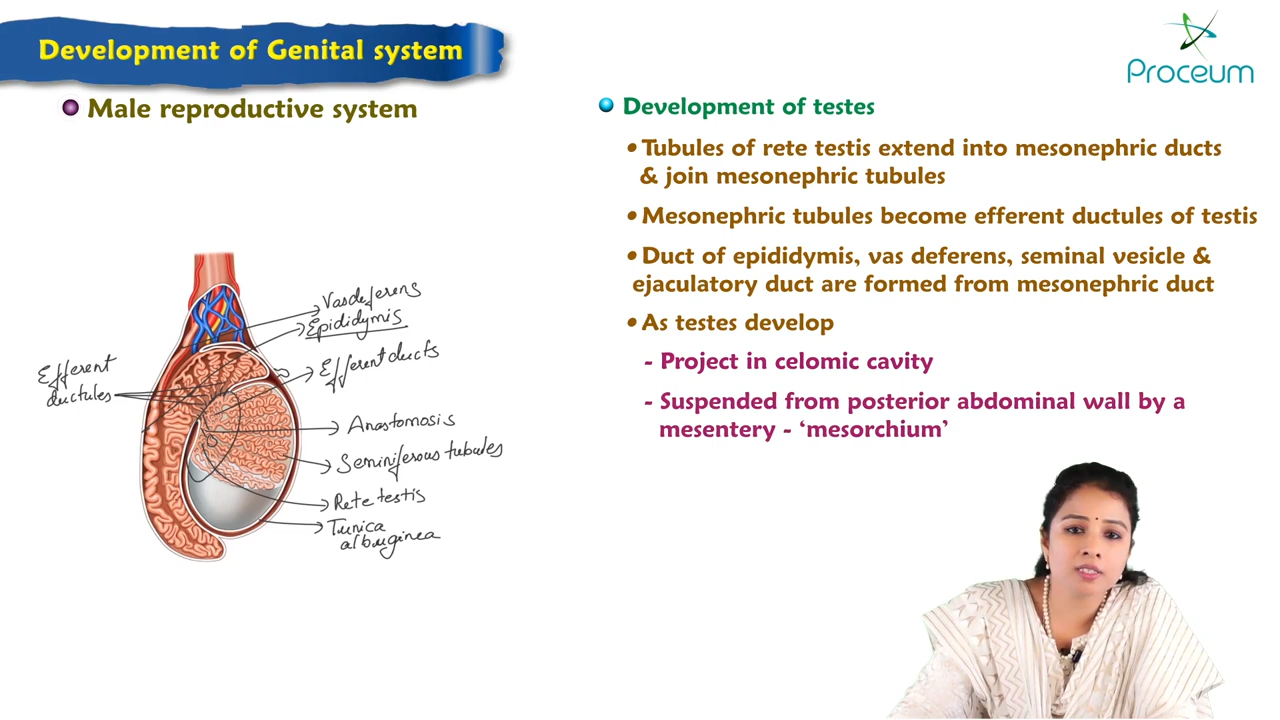 Development of Genital system
Proceum
Male reproductive system
Vas deferens
Epididymis
Efferent ducts
Efferent
ductules
Anastomosis
Seminiferous tubules
Rete testis
Tunica
albuginea
Development of testes
Tubules of rete testis extend into mesonephric ducts
& join mesonephric tubules
Mesonephric tubules become efferent ductules of testis
Duct of epididymis, vas deferens, seminal vesicle &
ejaculatory duct are formed from mesonephric duct
As testes develop
- Project in celomic cavity
- Suspended from posterior abdominal wall by a
mesentery - ‘mesorchium’